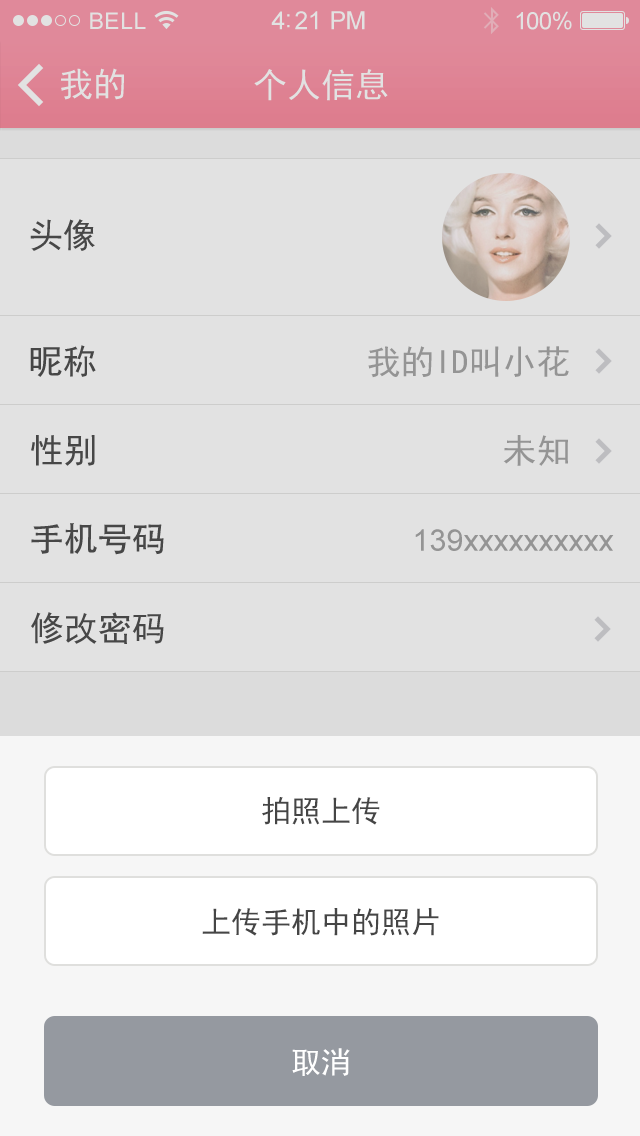 BELL 4:21 PM 100%
我的 个人信息
头像
昵称 我的ID叫小花
性别 未知
手机号码 139xxxxxxxxxx
修改密码
拍照上传
上传手机中的照片
取消